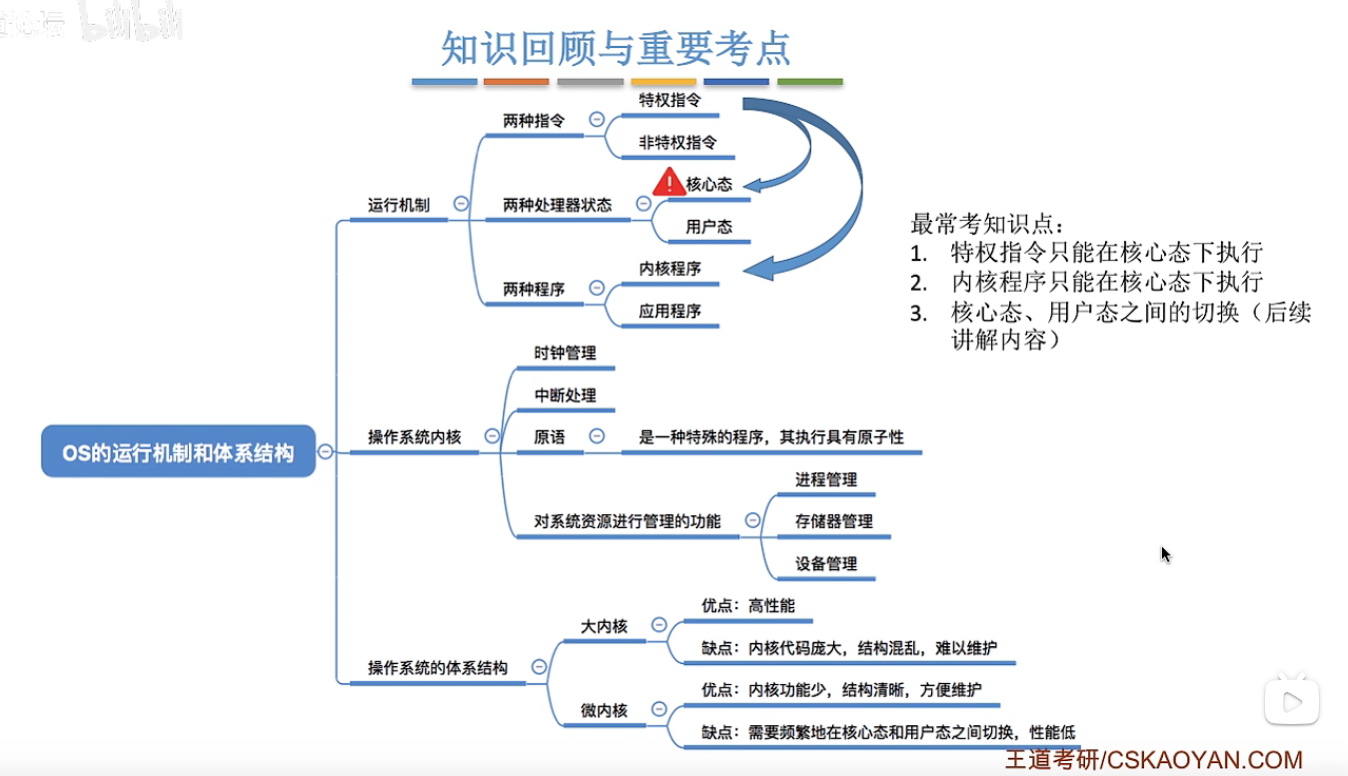 bilibili
知识回顾与重要考点
特权指令
两种指令
非特权指令
核心态
运行机制
两种处理器状态
用户态
内核程序
两种程序
应用程序
最常考知识点：
1. 特权指令只能在核心态下执行
2. 内核程序只能在核心态下执行
3. 核心态、用户态之间的切换（后续
讲解内容）
时钟管理
中断处理
操作系统内核
原语
是一种特殊的程序，其执行具有原子性
OS的运行机制和体系结构
进程管理
对系统资源进行管理的功能
存储器管理
设备管理
优点：高性能
大内核
缺点：内核代码庞大，结构混乱，难以维护
操作系统的体系结构
优点：内核功能少，结构清晰，方便维护
微内核
缺点：需要频繁地在核心态和用户态之间切换，性能低
王道考研/CSKAOYAN.COM